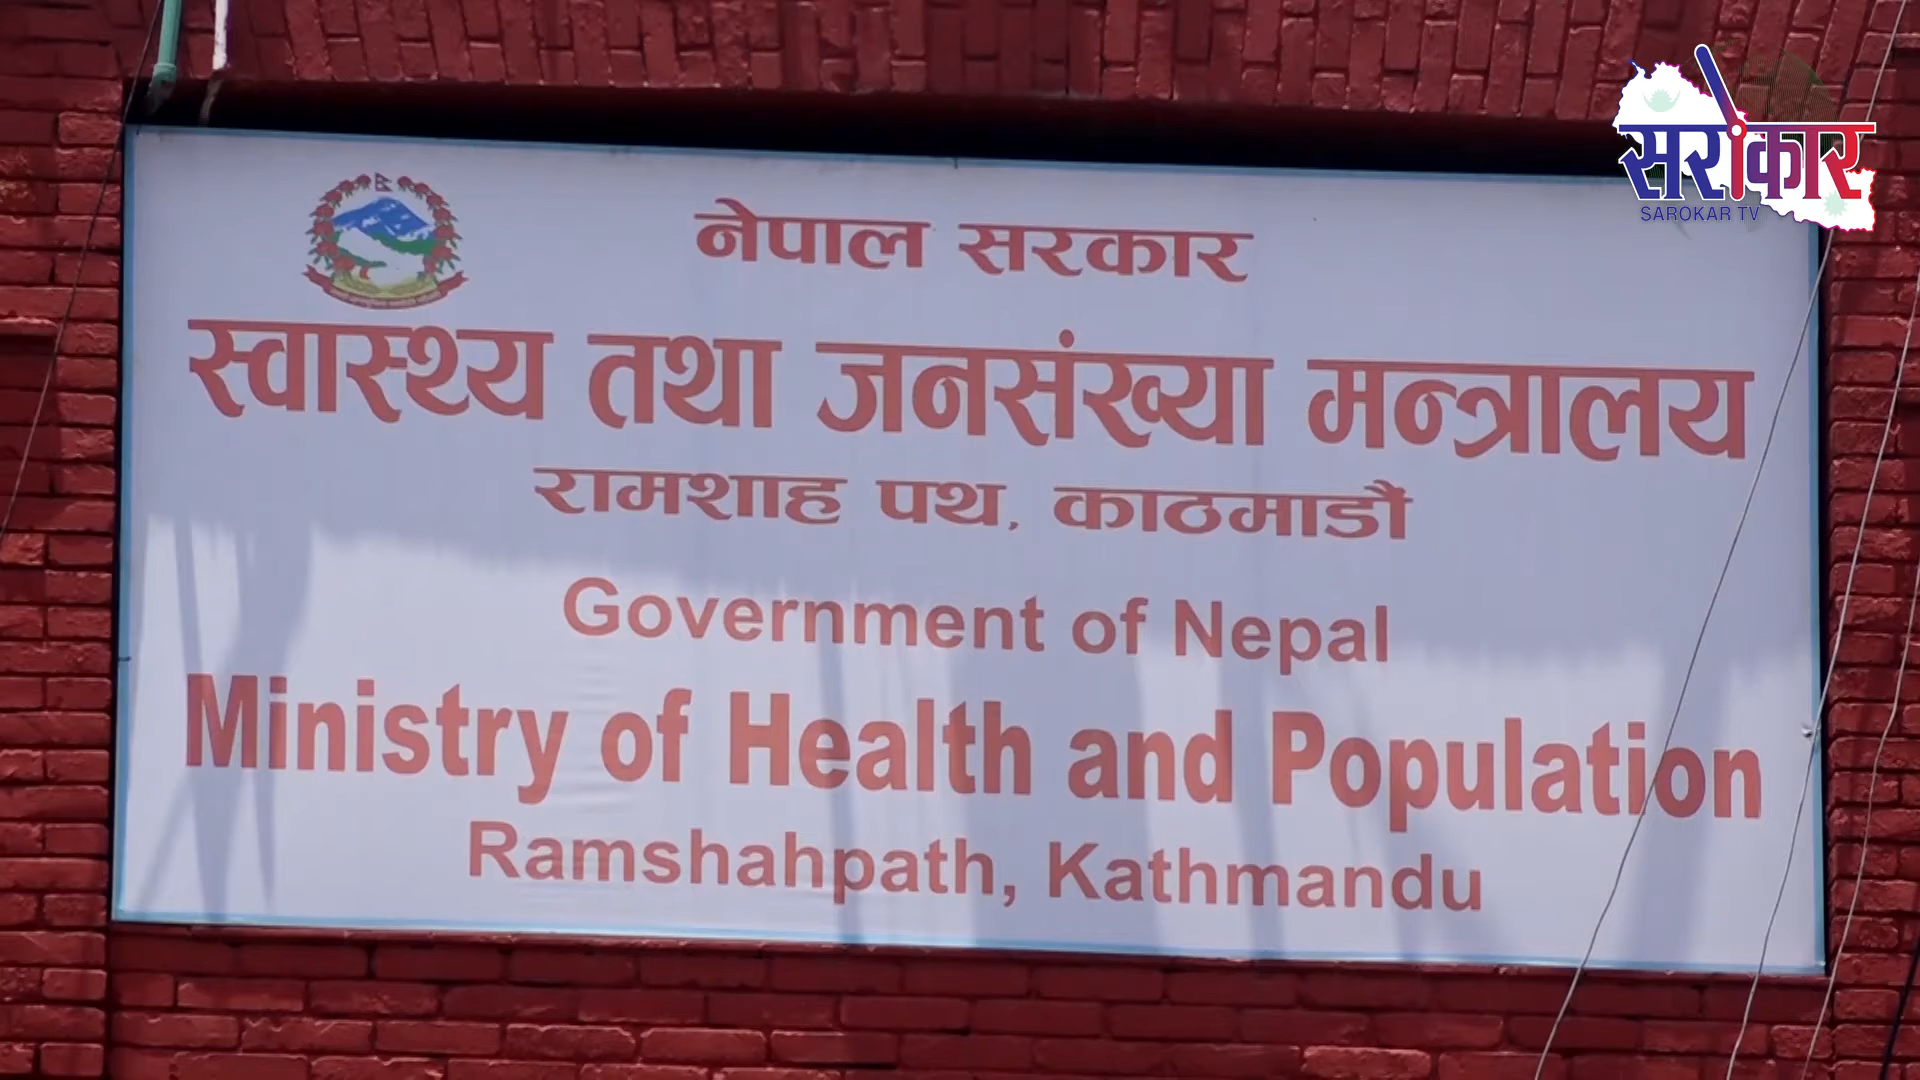 सरोकार
SAROKAR TV
नेपाल सरकार
स्वास्थ्य तथा जनसंख्या मन्त्रालय
रामशाह पथ, काठमाडौं
Government of Nepal
Ministry of Health and Population
Ramshahpath, Kathmandu